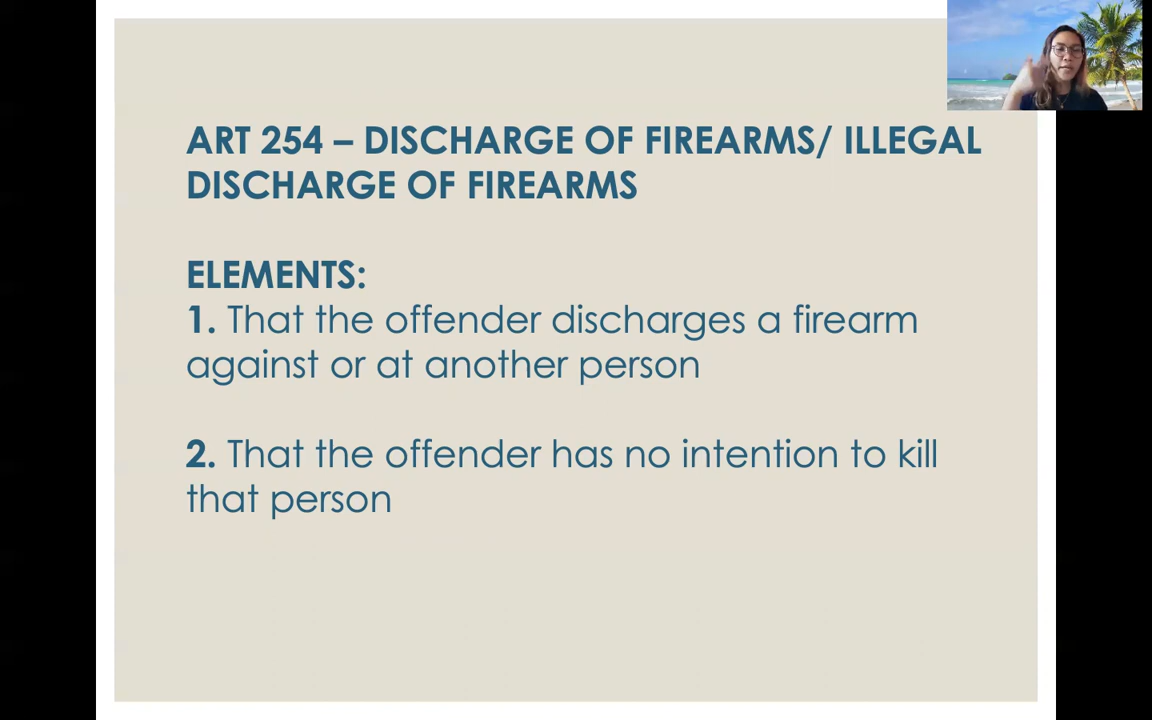 ART 254 – DISCHARGE OF FIREARMS/ ILLEGAL
DISCHARGE OF FIREARMS
ELEMENTS:
1. That the offender discharges a firearm
against or at another person
2. That the offender has no intention to kill
that person